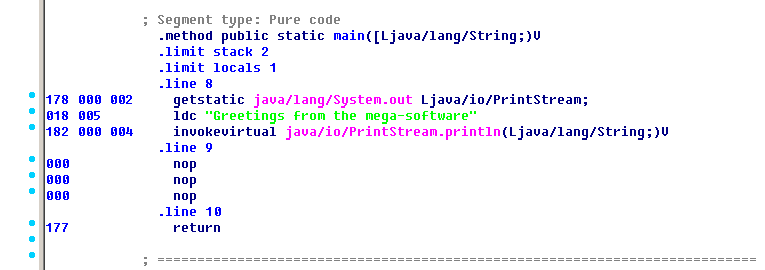 ; Segment type: Pure code
.method public static main([Ljava/lang/String;)V
.limit stack 2
.limit locals 1
.line 8
178 000 002 getstatic java/lang/System.out Ljava/io/PrintStream;
018 005 ldc "Greetings from the mega-software"
182 000 004 invokevirtual java/io/PrintStream.println(Ljava/lang/String;)V
.line 9
000 nop
000 nop
000 nop
.line 10
177 return
; ===========================================================================